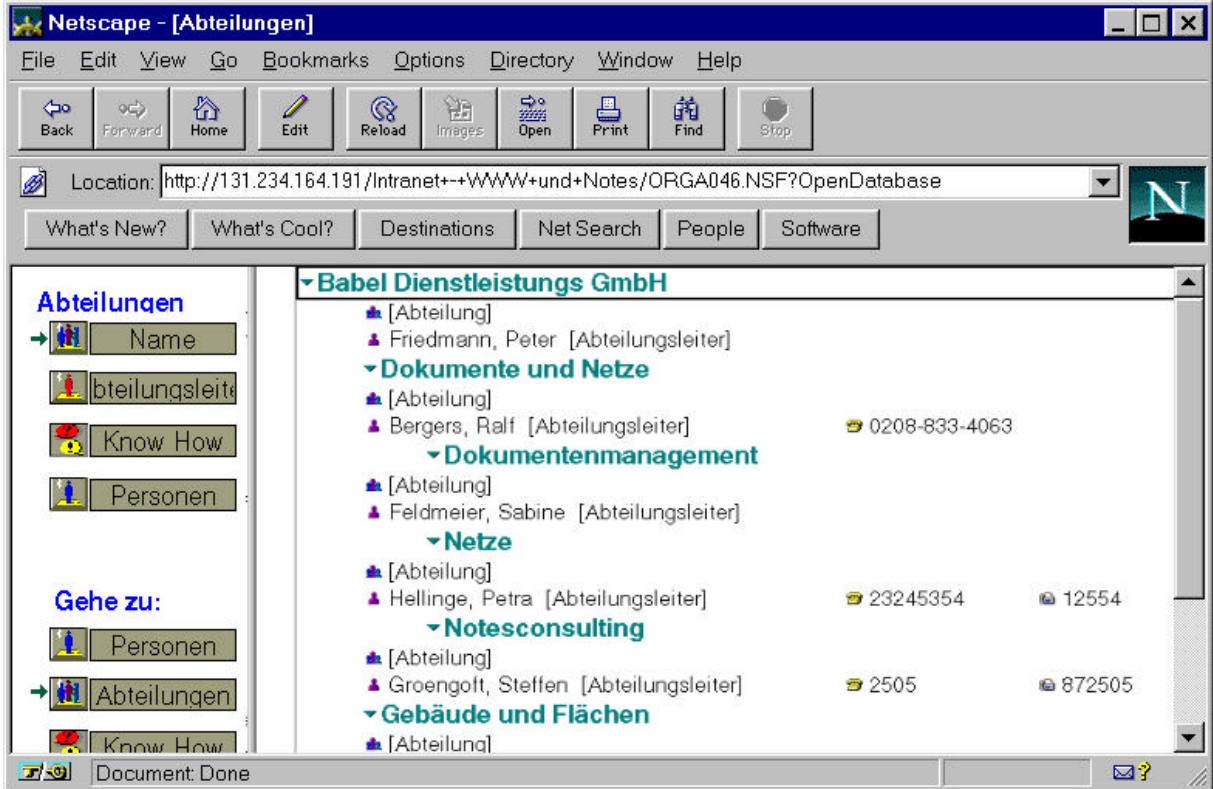 Netscape - [Abteilungen]
File Edit View Go Bookmarks Options Directory Window Help
Back Forward Home Edit Reload Images Open Print Find Stop
Location: http://131.234.164.191/Intranet+-+WWW+und+Notes/ORGA046.NSF?OpenDatabase
N
What's New? What's Cool? Destinations Net Search People Software
Abteilungen
Name
bteilungsleite
Know How
Personen
Gehe zu:
Personen
Abteilungen
Know How
Babel Dienstleistungs GmbH
[Abteilung]
Friedmann, Peter [Abteilungsleiter]
Dokumente und Netze
[Abteilung]
Bergers, Ralf [Abteilungsleiter] 0208-833-4063
Dokumentenmanagement
[Abteilung]
Feldmeier, Sabine [Abteilungsleiter]
Netze
[Abteilung]
Hellinge, Petra [Abteilungsleiter] 23245354 12554
Notesconsulting
[Abteilung]
Groengoft, Steffen [Abteilungsleiter] 2505 872505
Gebäude und Flächen
[Abteilung]
Document: Done